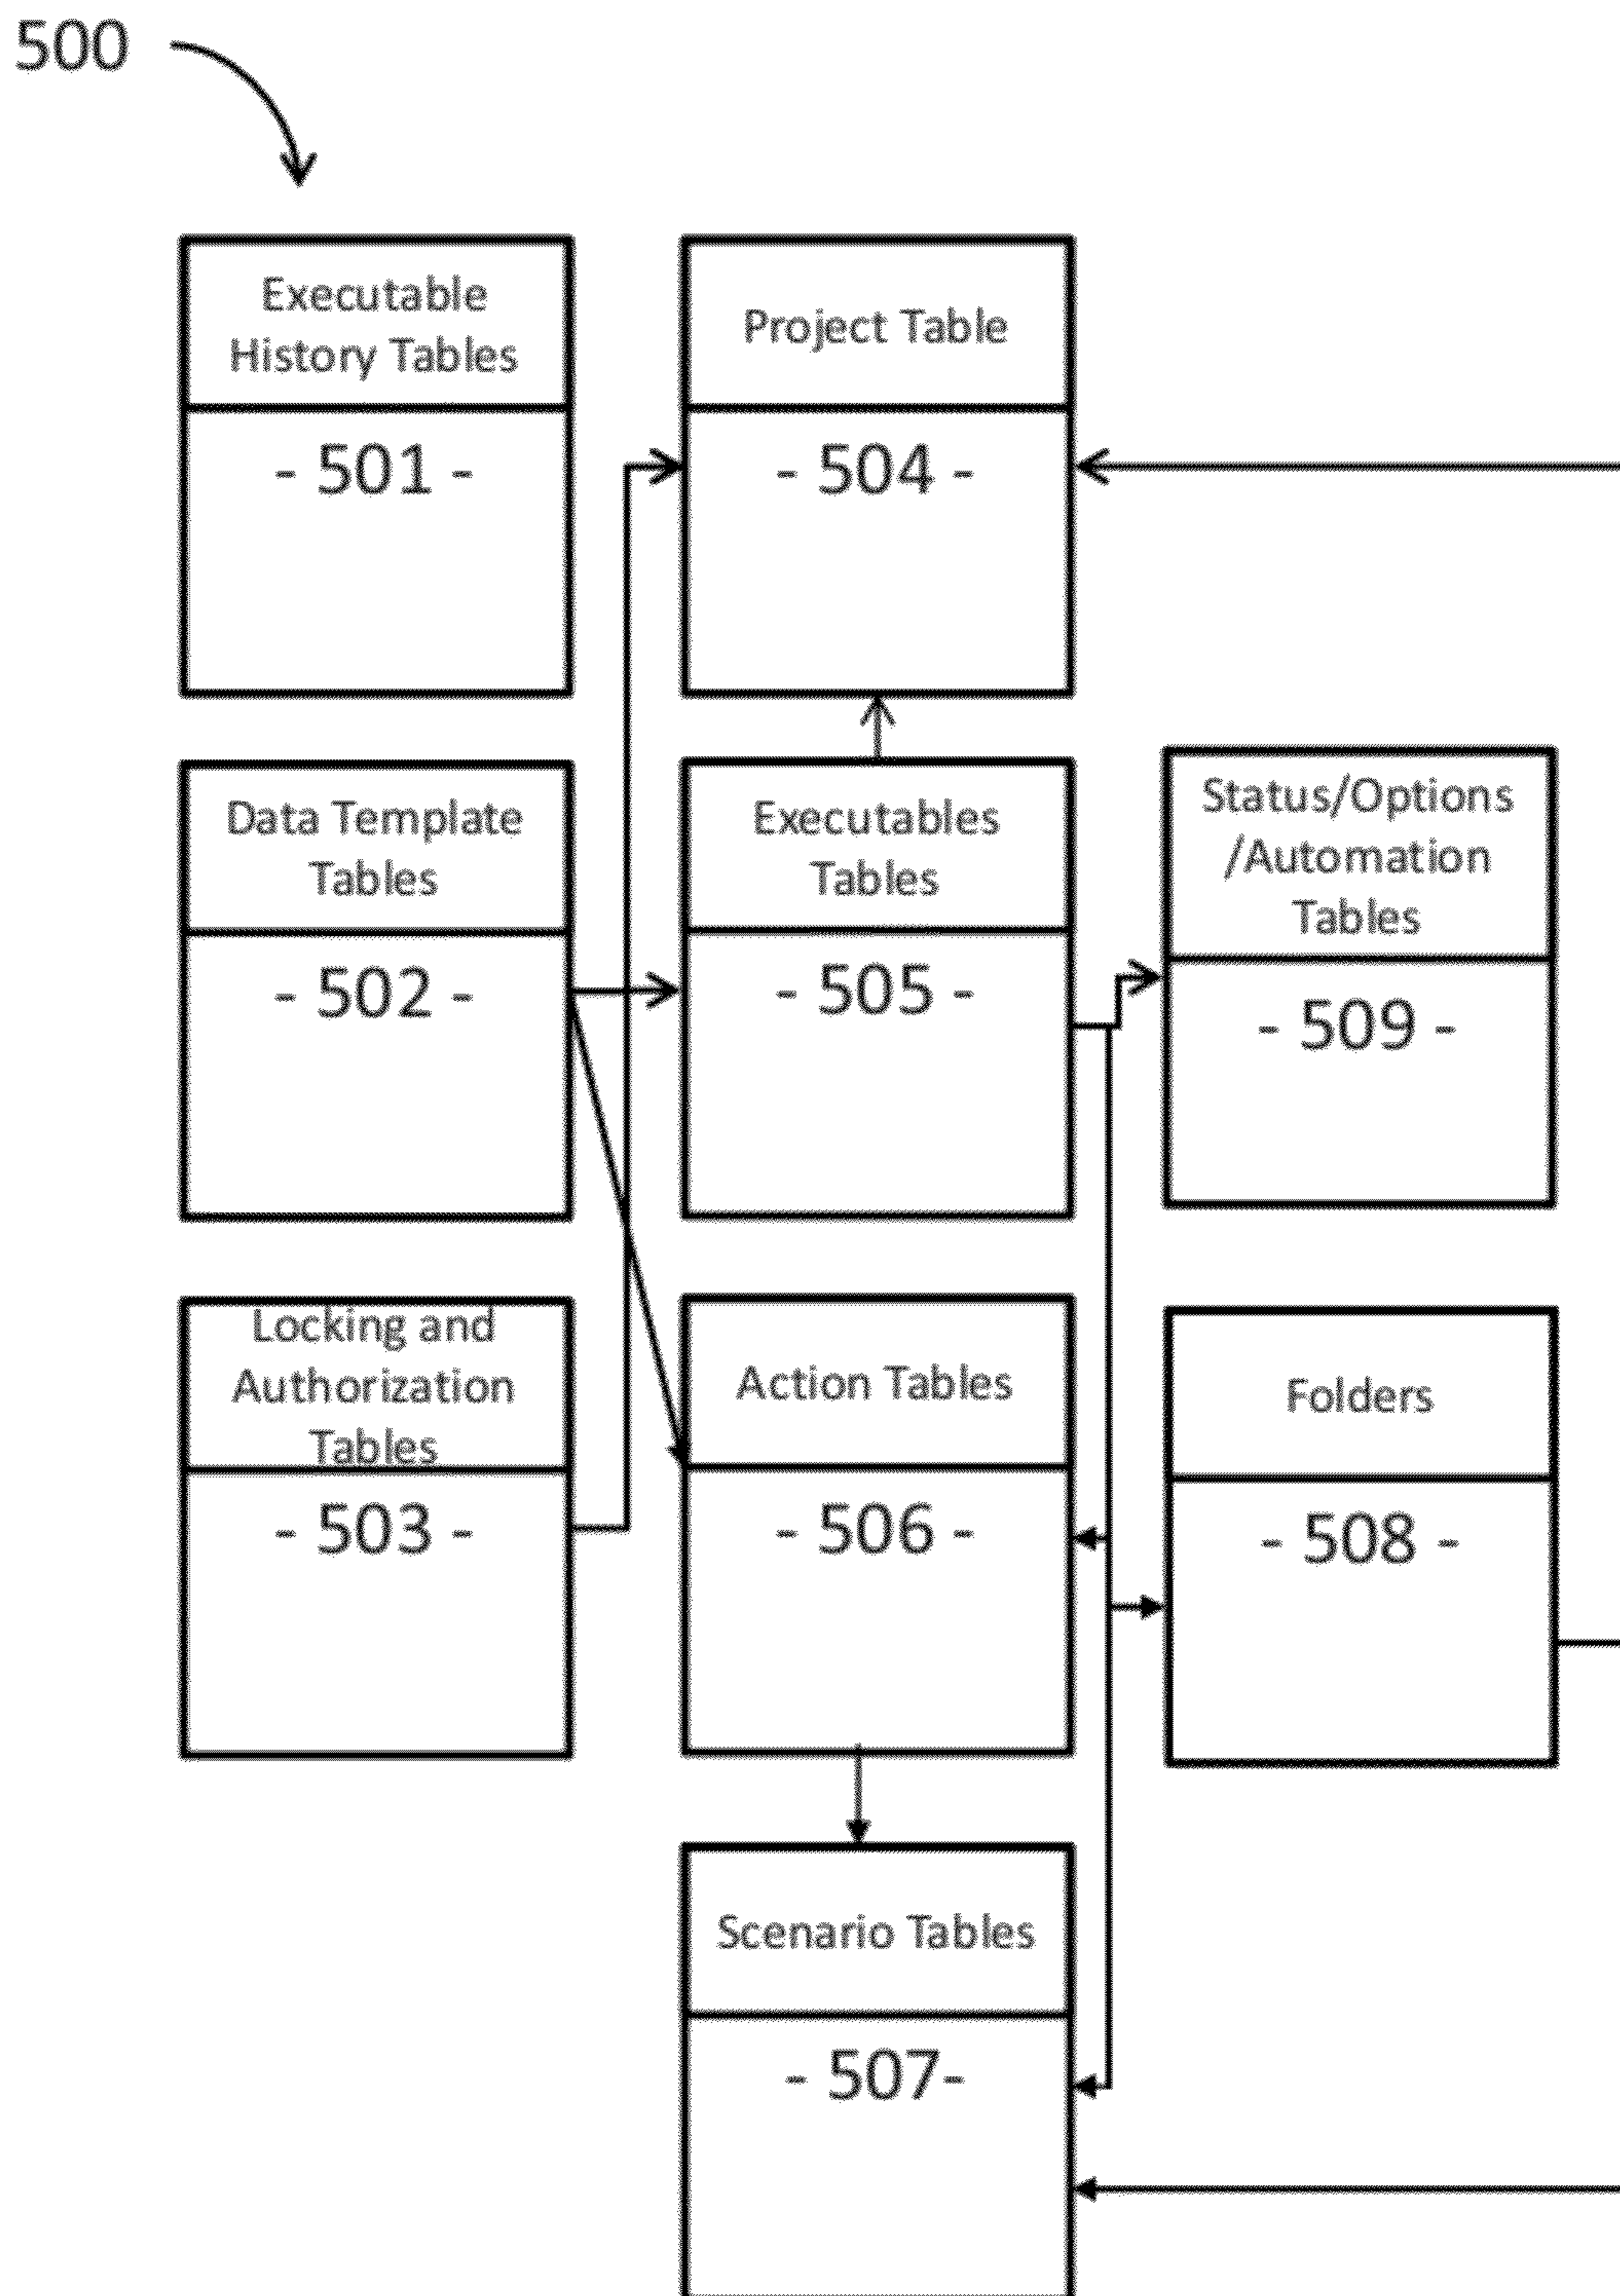 500
Executable
History Tables
- 501 -
Project Table
- 504 -
Data Template
Tables
- 502 -
Executables
Tables
- 505 -
Status/Options
/Automation
Tables
- 509 -
Locking and
Authorization
Tables
- 503 -
Action Tables
- 506 -
Folders
- 508 -
Scenario Tables
- 507-